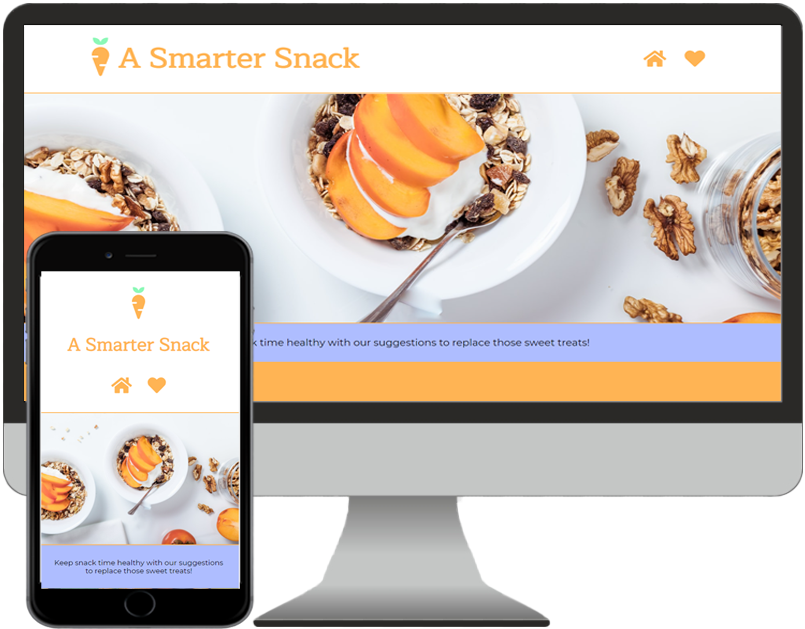 A Smarter Snack
k time healthy with our suggestions to replace those sweet treats!
A Smarter Snack
Keep snack time healthy with our suggestions
to replace those sweet treats!